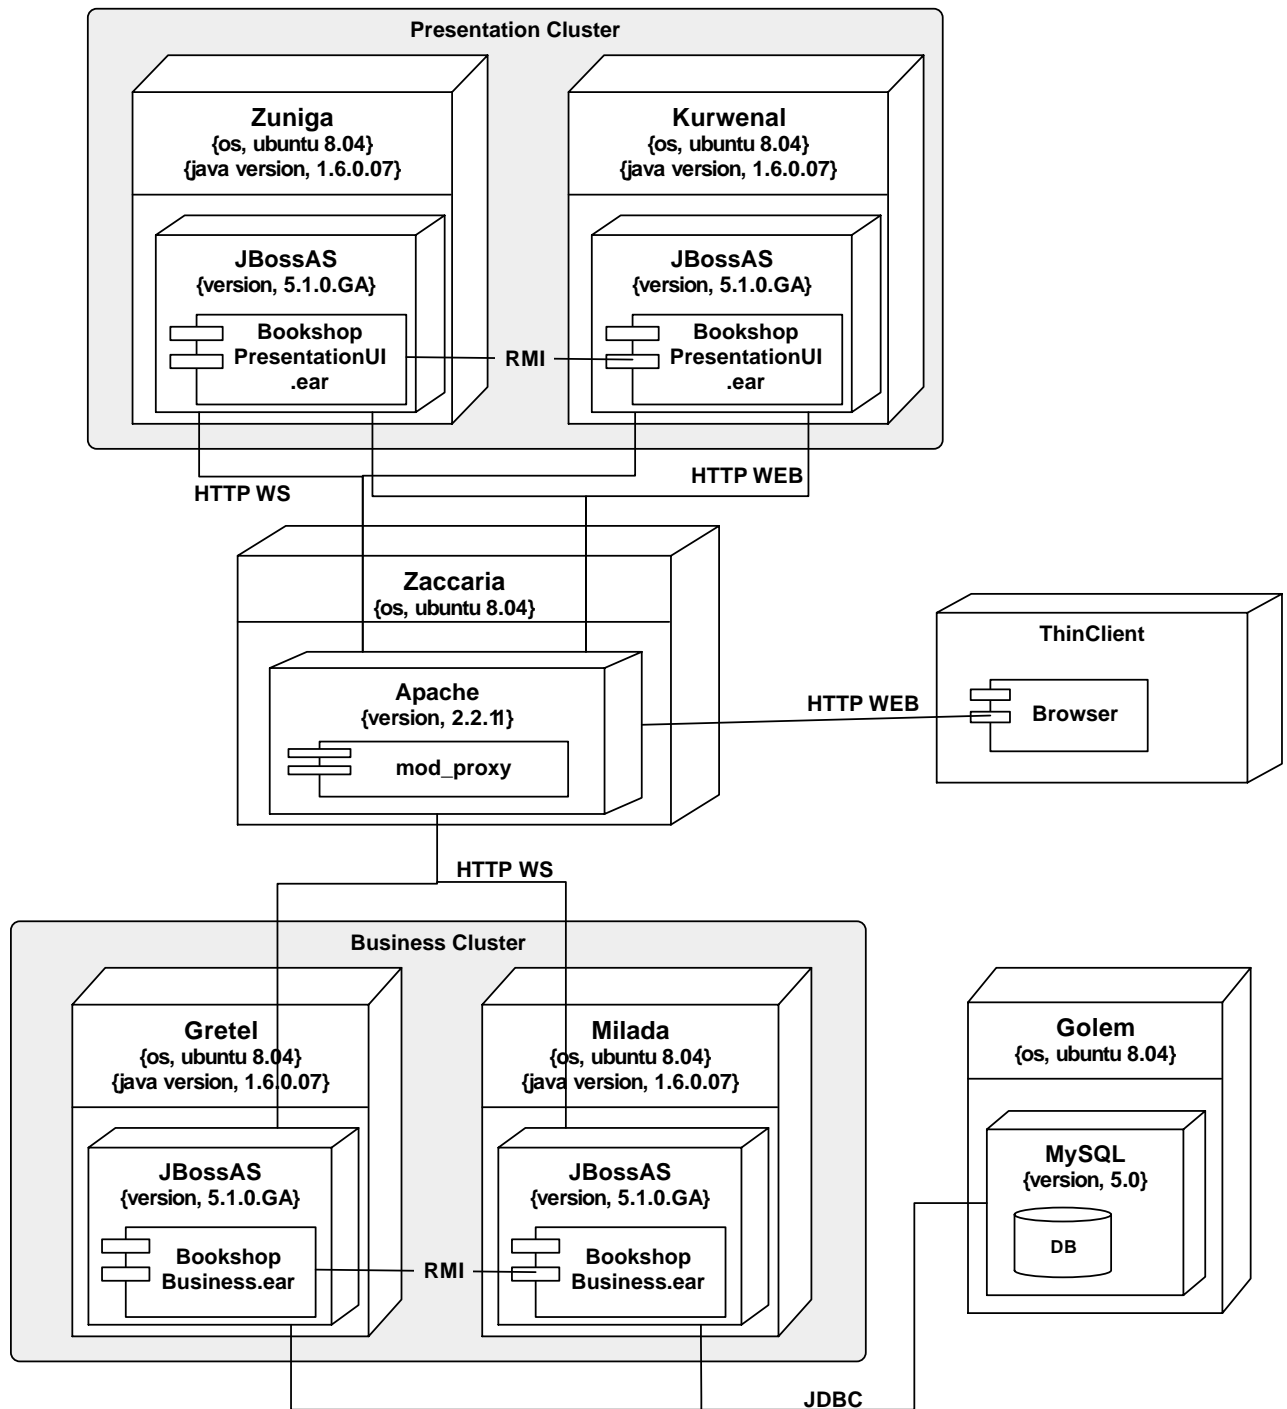 Presentation Cluster
Zuniga
{os, ubuntu 8.04}
{java version, 1.6.0.07}
JBossAS
{version, 5.1.0.GA}
Bookshop
PresentationUI
.ear
RMI
Kurwenal
{os, ubuntu 8.04}
{java version, 1.6.0.07}
JBossAS
{version, 5.1.0.GA}
Bookshop
PresentationUI
.ear
HTTP WS
HTTP WEB
Zaccaria
{os, ubuntu 8.04}
Apache
{version, 2.2.11}
mod_proxy
HTTP WEB
ThinClient
Browser
HTTP WS
Business Cluster
Gretel
{os, ubuntu 8.04}
{java version, 1.6.0.07}
JBossAS
{version, 5.1.0.GA}
Bookshop
Business.ear
RMI
Milada
{os, ubuntu 8.04}
{java version, 1.6.0.07}
JBossAS
{version, 5.1.0.GA}
Bookshop
Business.ear
Golem
{os, ubuntu 8.04}
MySQL
{version, 5.0}
DB
JDBC